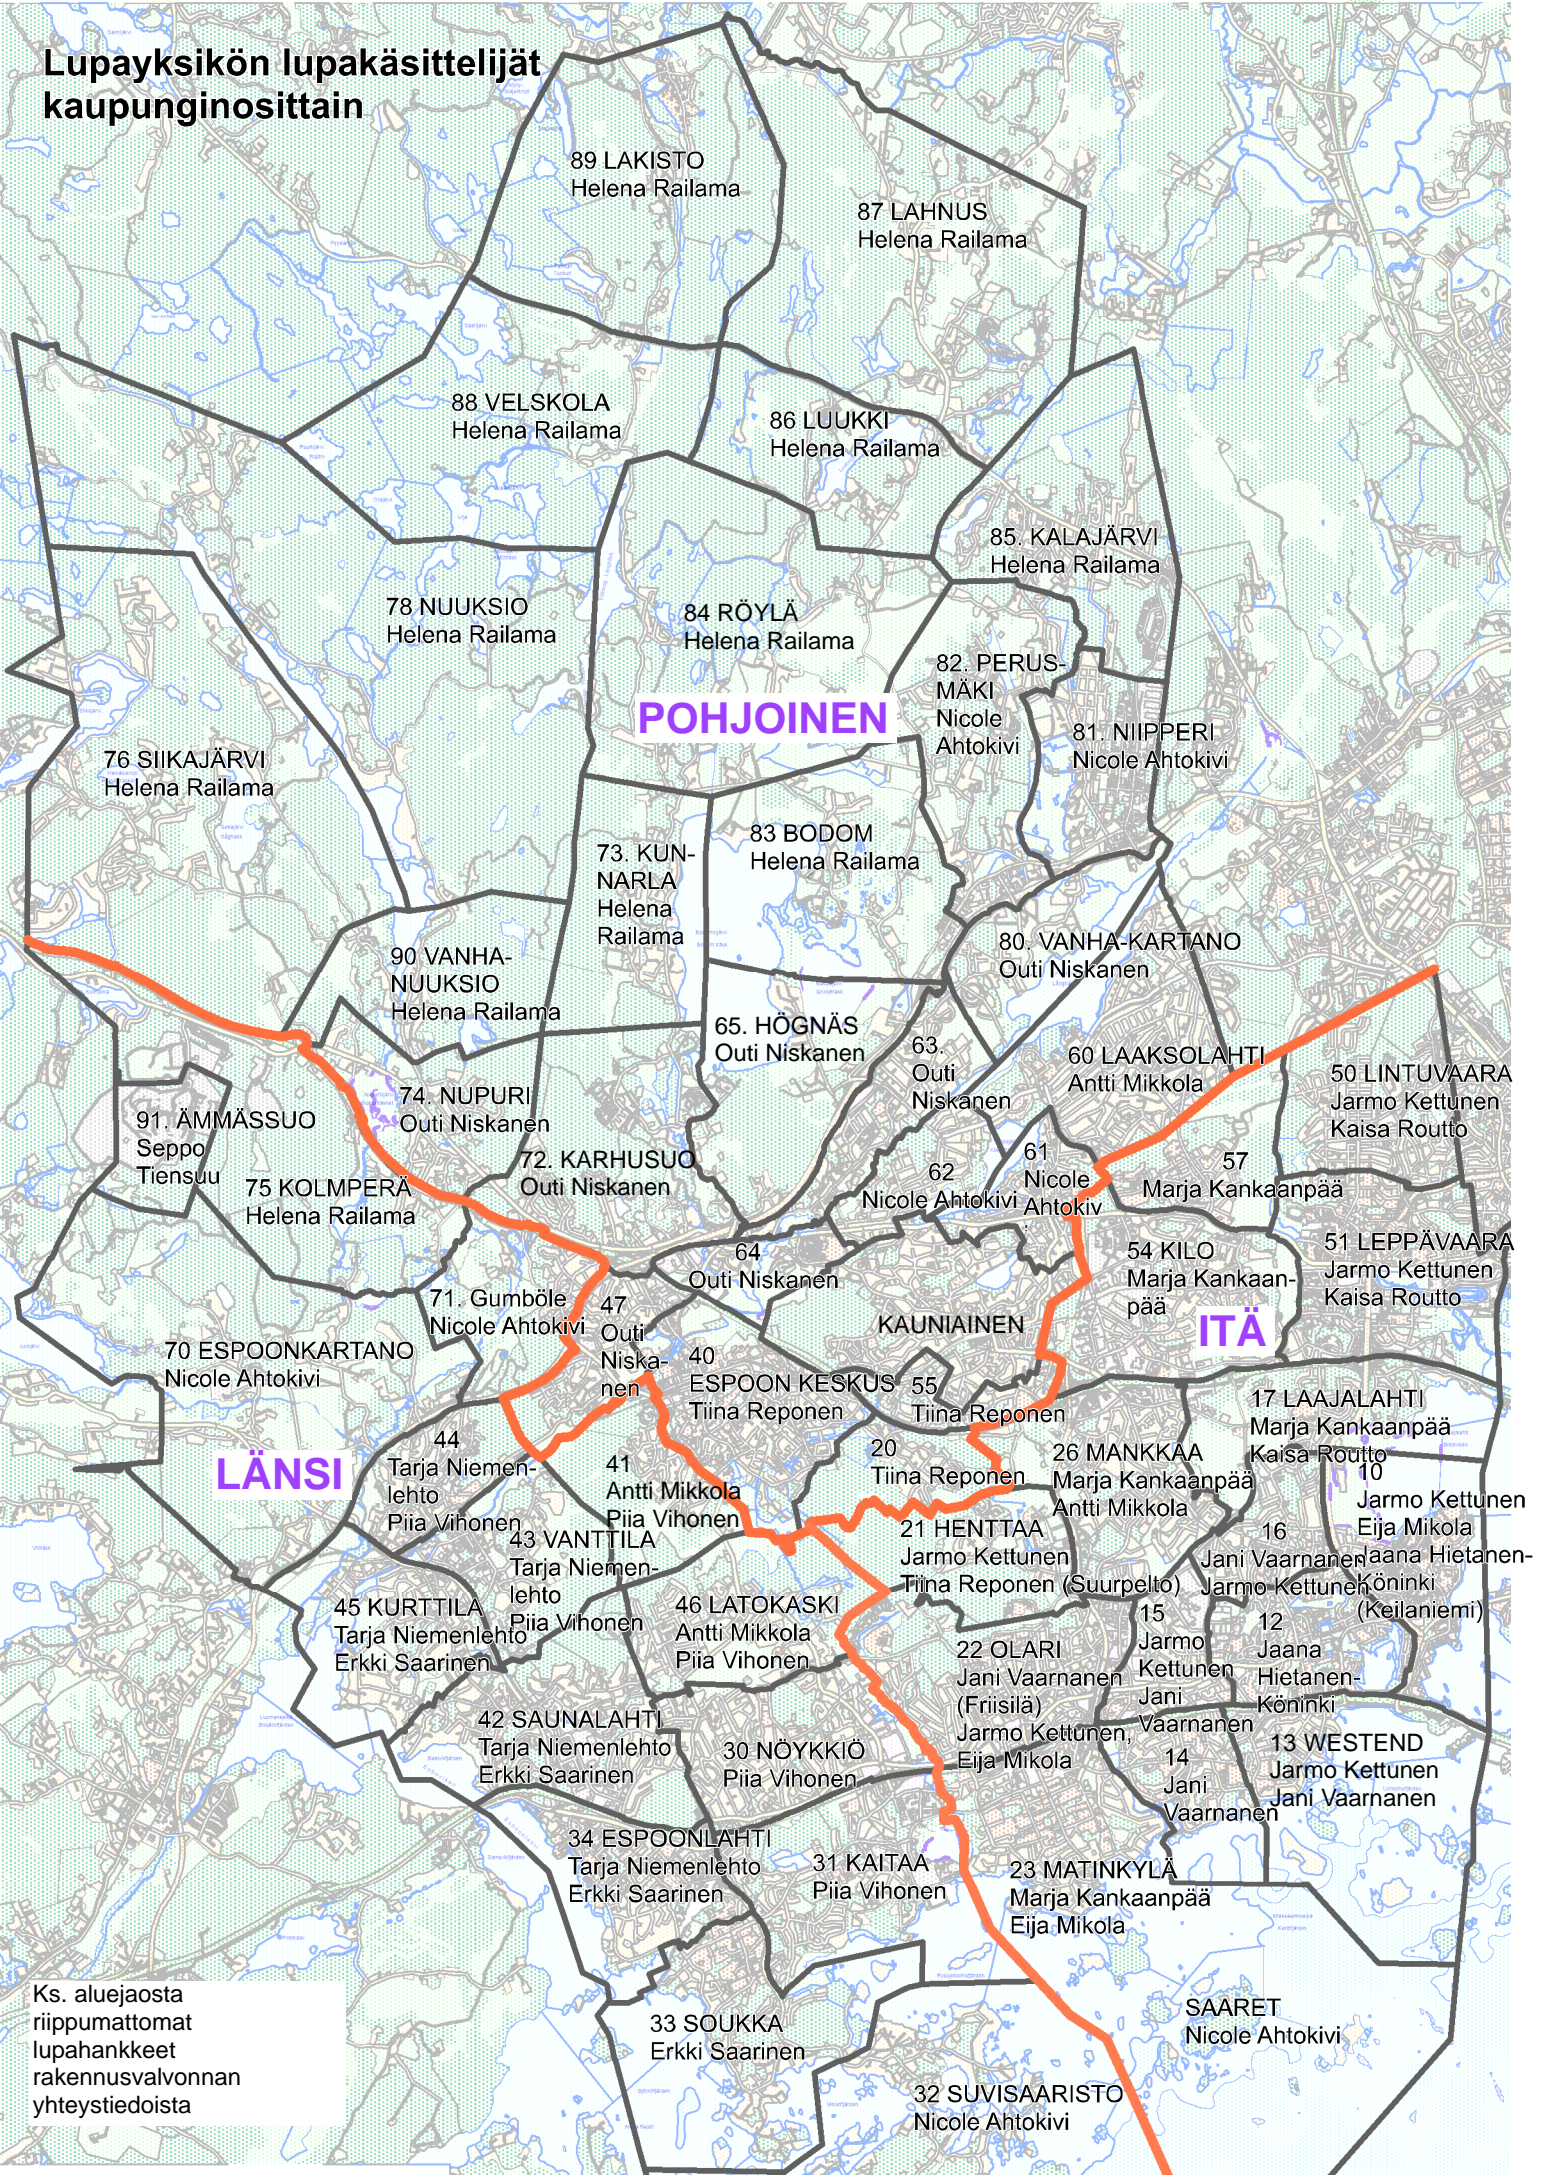 Lupayksikön lupakäsittelijät
kaupunginosittain
89 LAKISTO
Helena Railama
87 LAHNUS
Helena Railama
88 VELSKOLA
Helena Railama
86 LUUKKI
Helena Railama
85. KALAJÄRVI
Helena Railama
78 NUUKSIO
Helena Railama
84 RÖYLÄ
Helena Railama
82. PERUS-
MÄKI
Nicole
Ahtokivi
POHJOINEN
81. NIIPPERI
Nicole Ahtokivi
76 SIIKAJÄRVI
Helena Railama
73. KUN-
NARLA
Helena
Railama
83 BODOM
Helena Railama
90 VANHA-
NUUKSIO
Helena Railama
80. VANHA-KARTANO
Outi Niskanen
65. HÖGNÄS
Outi Niskanen
63.
Outi
Niskanen
60 LAAKSOLAHTI
Antti Mikkola
50 LINTUVAARA
Jarmo Kettunen
Kaisa Routto
91. ÄMMÄSSUO
Seppo
Tiensuu
74. NUPURI
Outi Niskanen
75 KOLMPERÄ
Helena Railama
72. KARHUSUO
Outi Niskanen
62
Nicole Ahtokivi
61
Nicole
Ahtokiv
57
Marja Kankaanpää
64
Outi Niskanen
54 KILO
Marja Kankaan-
pää
51 LEPPÄVAARA
Jarmo Kettunen
Kaisa Routto
71. Gumböle
Nicole Ahtokivi
47
Outi
Niska-
nen
KAUNIAINEN
ITÄ
70 ESPOONKARTANO
Nicole Ahtokivi
40
ESPOON KESKUS
Tiina Reponen
55
Tiina Reponen
17 LAAJALAHTI
Marja Kankaanpää
Kaisa Routto
LÄNSI
44
Tarja Niemen-
lehto
Piia Vihonen
41
Antti Mikkola
Piia Vihonen
20
Tiina Reponen
26 MANKKAA
Marja Kankaanpää
Antti Mikkola
10
Jarmo Kettunen
Eija Mikola
Jaana Hietanen-
Köninki
(Keilaniemi)
43 VANTTILA
Tarja Niemen-
lehto
Piia Vihonen
21 HENTTAA
Jarmo Kettunen
Tiina Reponen (Suurpelto)
16
Jani Vaarnanen
Jarmo Kettunen
45 KURTTILA
Tarja Niemenlehto
Erkki Saarinen
46 LATOKASKI
Antti Mikkola
Piia Vihonen
22 OLARI
Jani Vaarnanen
(Friisilä)
Jarmo Kettunen,
Eija Mikola
15
Jarmo
Kettunen
Jani
Vaarnanen
12
Jaana
Hietanen-
Köninki
42 SAUNALAHTI
Tarja Niemenlehto
Erkki Saarinen
30 NÖYKKIÖ
Piia Vihonen
14
Jani
Vaarnanen
13 WESTEND
Jarmo Kettunen
Jani Vaarnanen
34 ESPOONLAHTI
Tarja Niemenlehto
Erkki Saarinen
31 KAITAA
Piia Vihonen
23 MATINKYLÄ
Marja Kankaanpää
Eija Mikola
33 SOUKKA
Erkki Saarinen
SAARET
Nicole Ahtokivi
32 SUVISAARISTO
Nicole Ahtokivi
Ks. aluejaosta
riippumattomat
lupahankkeet
rakennusvalvonnan
yhteystiedoista